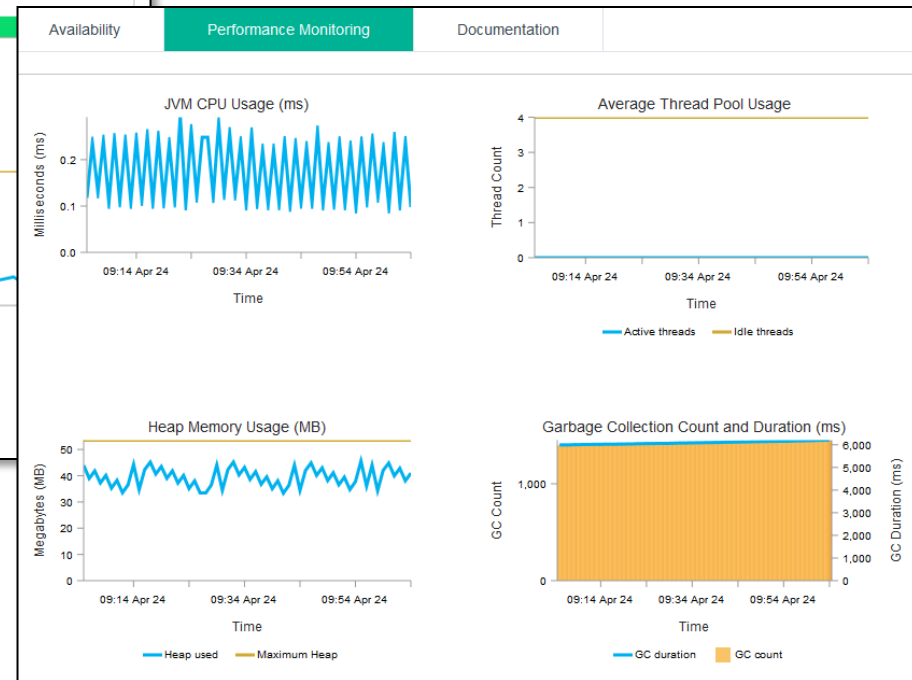 Availability
Performance Monitoring
Documentation
JVM CPU Usage (ms)
Milliseconds (ms)
0.2
0.1
0.0
09:14 Apr 24
09:34 Apr 24
09:54 Apr 24
Time
Average Thread Pool Usage
Thread Count
4
3
2
1
0
09:14 Apr 24
09:34 Apr 24
09:54 Apr 24
Time
Active threads
Idle threads
Heap Memory Usage (MB)
Megabytes (MB)
50
40
30
20
10
0
09:14 Apr 24
09:34 Apr 24
09:54 Apr 24
Time
Heap used
Maximum Heap
Garbage Collection Count and Duration (ms)
GC Count
1,000
0
6,000
5,000
4,000
3,000
2,000
1,000
0
GC Duration (ms)
09:14 Apr 24
09:34 Apr 24
09:54 Apr 24
Time
GC duration
GC count